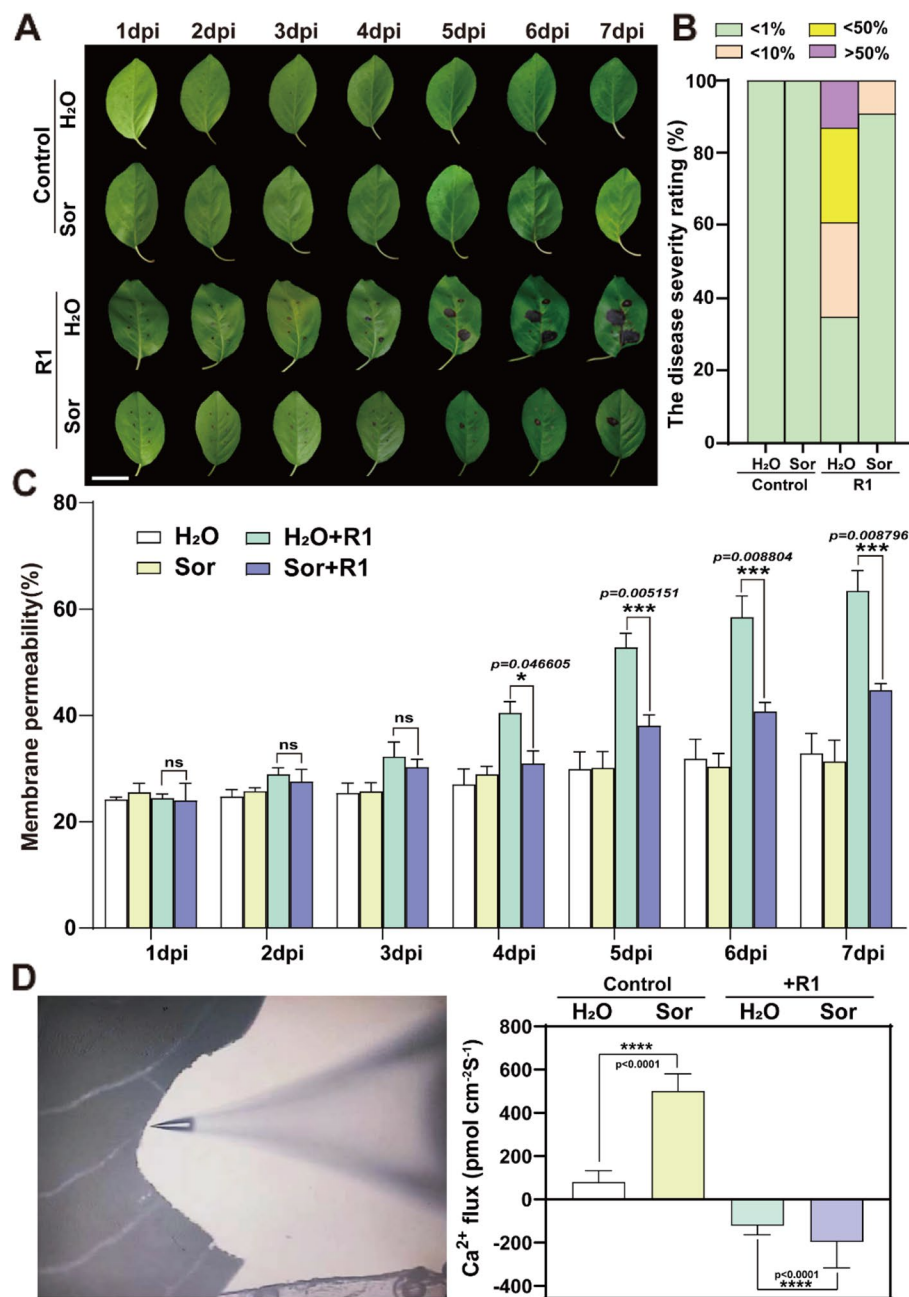 A
1dpi 2dpi 3dpi 4dpi 5dpi 6dpi 7dpi
Control
H₂O
Sor
R1
H₂O
Sor
B
<1% <50%
<10% >50%
The disease severity rating (%)
100
80
60
40
20
0
H₂O Sor H₂O Sor
Control R1
C
Membrane permeability(%)
80
60
40
20
0
H₂O H₂O+R1
Sor Sor+R1
ns
ns
ns
p=0.046605
*
p=0.005151
***
p=0.008804
***
p=0.008796
***
1dpi 2dpi 3dpi 4dpi 5dpi 6dpi 7dpi
D
Control +R1
H₂O Sor H₂O Sor
Ca²⁺ flux (pmol cm⁻²S⁻¹)
800
600
400
200
0
-200
-400
****
p<0.0001
p<0.0001
****